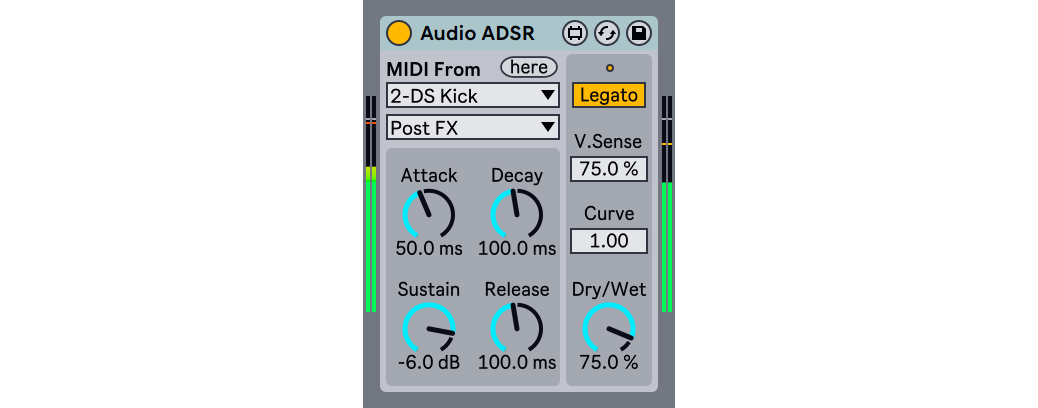 Audio ADSR
MIDI From here
2-DS Kick
Post FX
Attack Decay
50.0 ms 100.0 ms
Sustain Release
-6.0 dB 100.0 ms
Legato
V.Sense
75.0 %
Curve
1.00
Dry/Wet
75.0 %